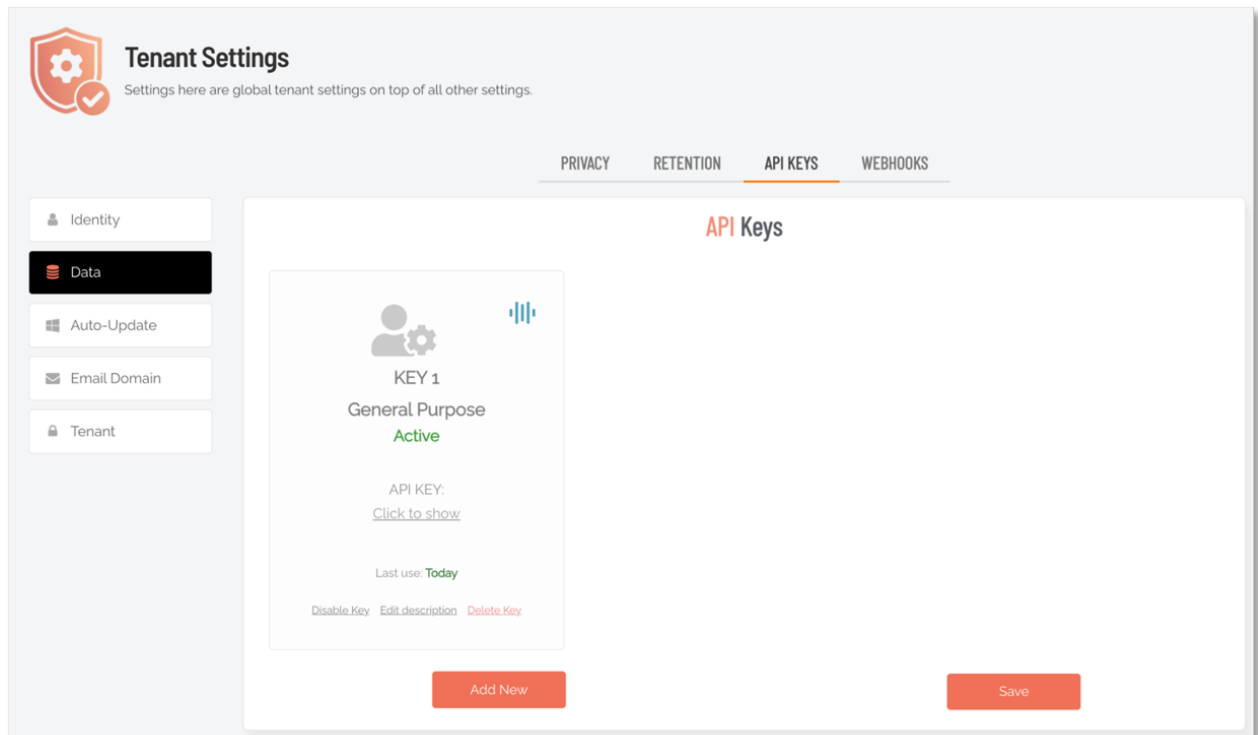 Tenant Settings
Settings here are global tenant settings on top of all other settings.
PRIVACY RETENTION API KEYS WEBHOOKS
Identity
Data
Auto-Update
Email Domain
Tenant
API Keys
KEY 1
General Purpose
Active
API KEY:
Click to show
Last use: Today
Disable Key Edit description Delete Key
Add New
Save